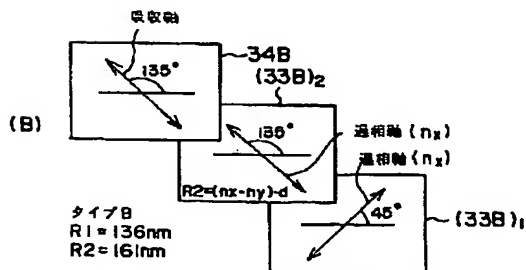 吸収軸
135°
34B
(33B)₂
(B)
135°
遅相軸(nx)
遅相軸(nx)
R2=(nx-ny)·d
45°
(33B)₁
タイプB
R1=136nm
R2=161nm